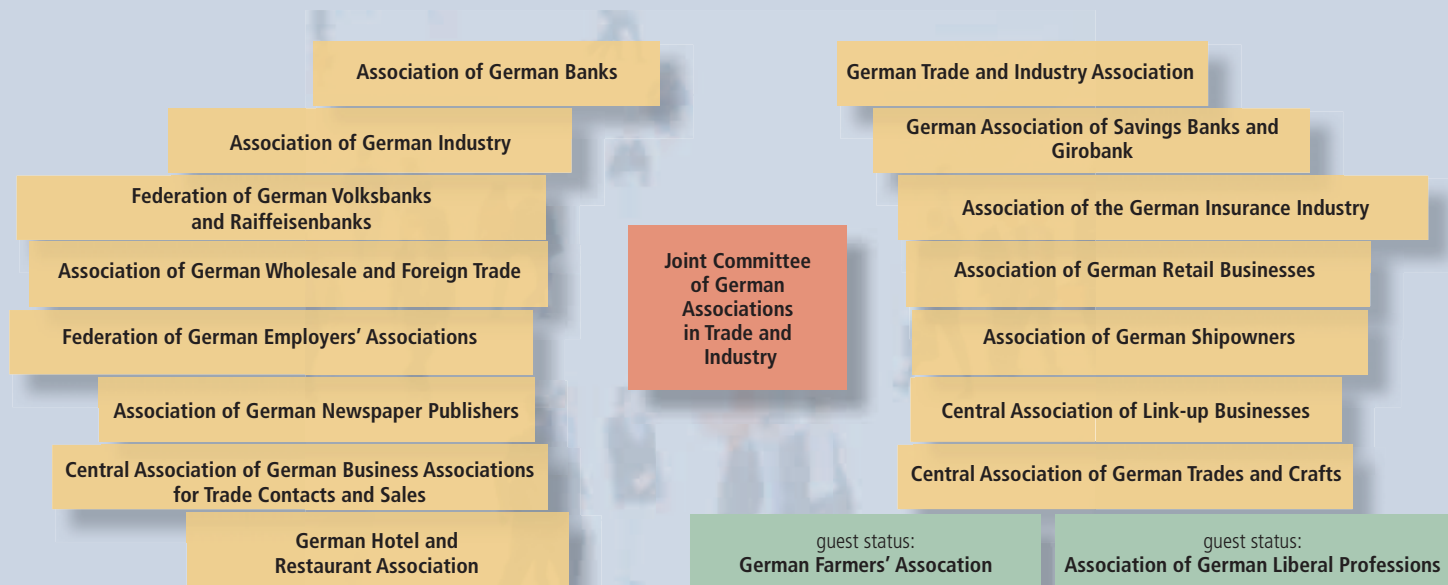 Association of German Banks
Association of German Industry
Federation of German Volksbanks
and Raiffeisenbanks
Association of German Wholesale and Foreign Trade
Federation of German Employers’ Associations
Association of German Newspaper Publishers
Central Association of German Business Associations
for Trade Contacts and Sales
German Hotel and
Restaurant Association
Joint Committee
of German
Associations
in Trade and
Industry
German Trade and Industry Association
German Association of Savings Banks and
Girobank
Association of the German Insurance Industry
Association of German Retail Businesses
Association of German Shipowners
Central Association of Link-up Businesses
Central Association of German Trades and Crafts
guest status:
German Farmers’ Assocation
guest status:
Association of German Liberal Professions